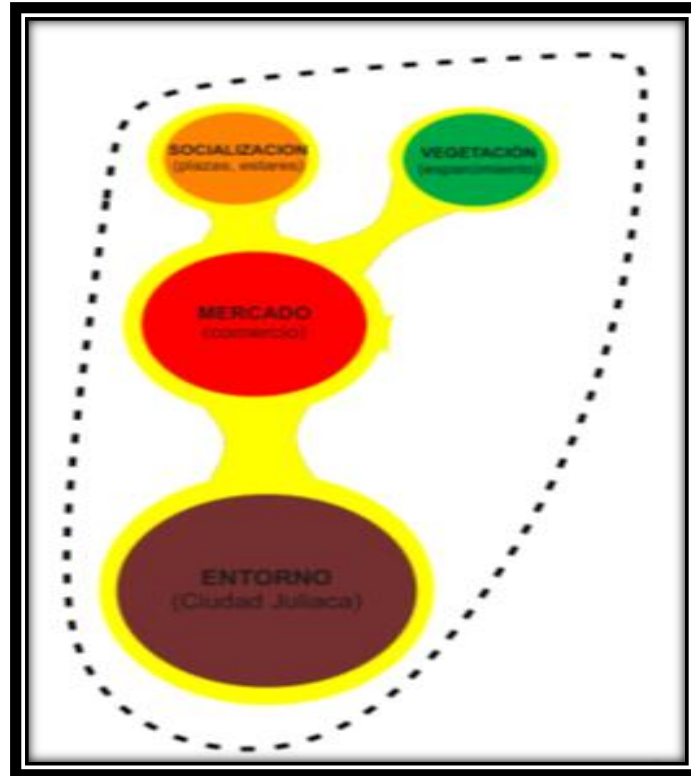 SOCIALIZACION
(plazas, estares)
VEGETACIÓN
(esparcimiento)
MERCADO
(comercio)
ENTORNO
(Ciudad Juliaca)